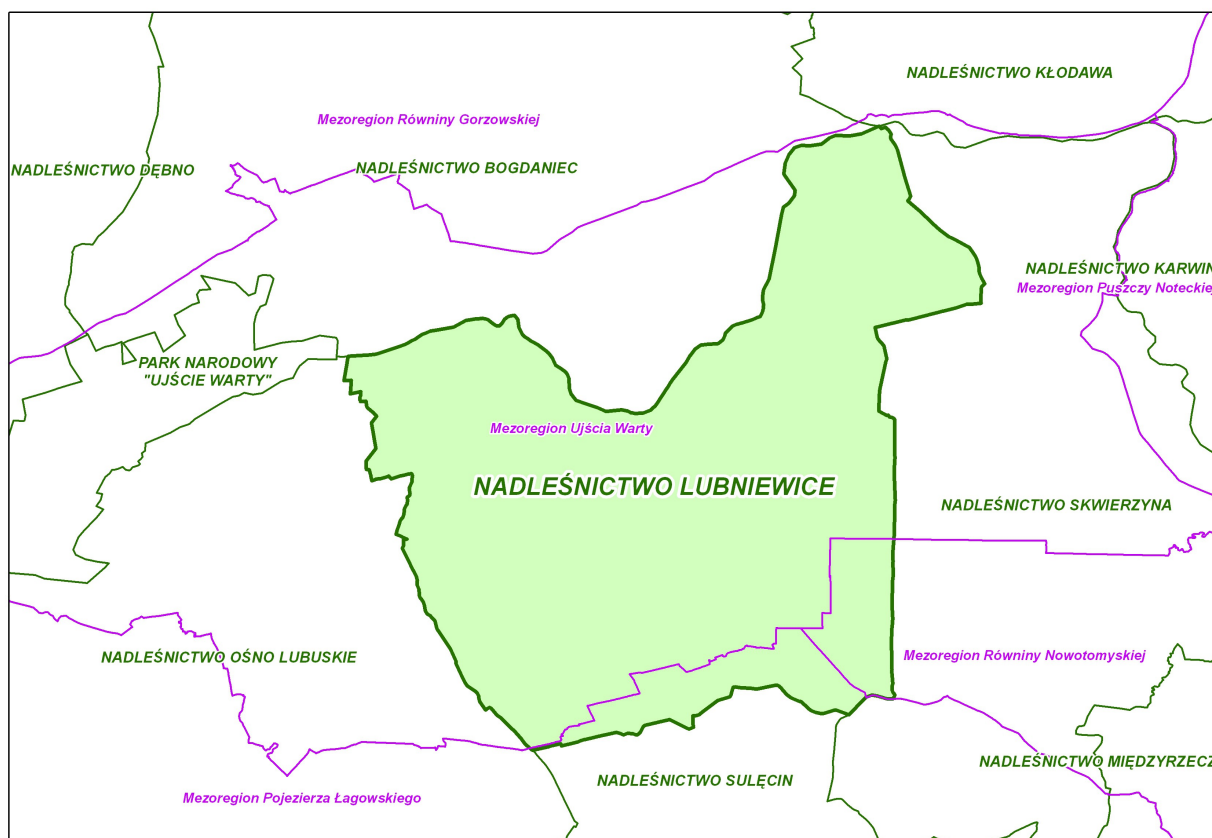 NADLEŚNICTWO KŁODAWA
Mezoregion Równiny Gorzowskiej
NADLEŚNICTWO DĘBNO
NADLEŚNICTWO BOGDANIEC
NADLEŚNICTWO KARWIN
Mezoregion Puszczy Noteckiej
PARK NARODOWY
"UJŚCIE WARTY"
Mezoregion Ujścia Warty
NADLEŚNICTWO LUBNIEWICE
NADLEŚNICTWO SKWIERZYNA
NADLEŚNICTWO OŚNO LUBUSKIE
Mezoregion Równiny Nowotomyskiej
NADLEŚNICTWO MIĘDZYRZECZ
NADLEŚNICTWO SULĘCIN
Mezoregion Pojezierza Łagowskiego